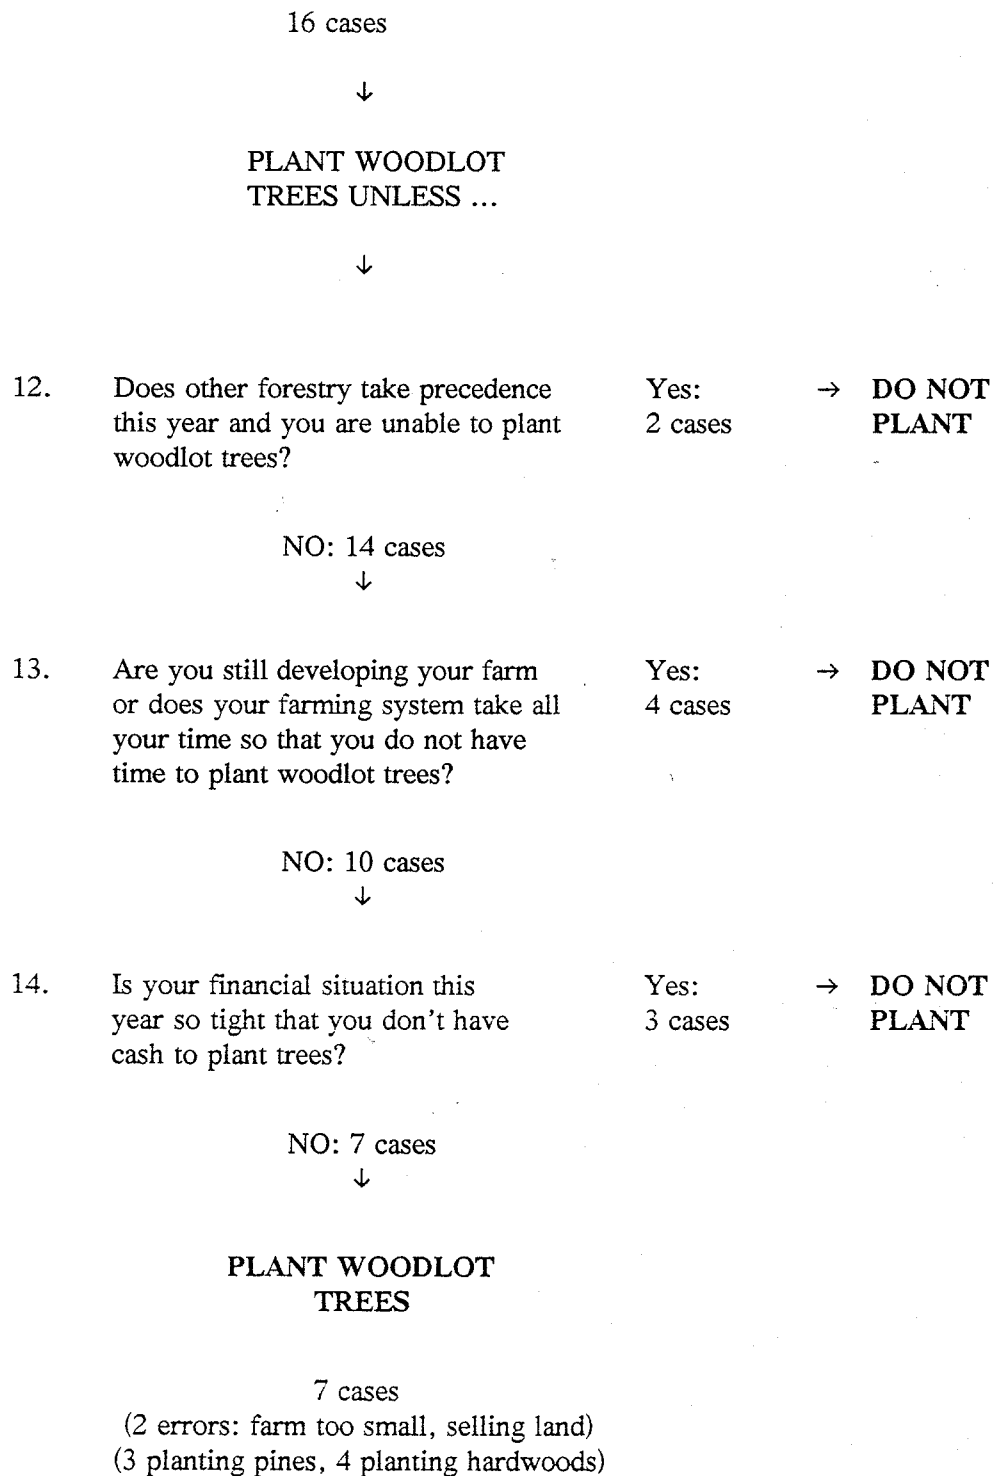 16 cases
↓
PLANT WOODLOT
TREES UNLESS ...
↓
12. Does other forestry take precedence Yes: → DO NOT
this year and you are unable to plant 2 cases PLANT
woodlot trees?
NO: 14 cases
↓
13. Are you still developing your farm Yes: → DO NOT
or does your farming system take all 4 cases PLANT
your time so that you do not have
time to plant woodlot trees?
NO: 10 cases
↓
14. Is your financial situation this Yes: → DO NOT
year so tight that you don't have 3 cases PLANT
cash to plant trees?
NO: 7 cases
↓
PLANT WOODLOT
TREES
7 cases
(2 errors: farm too small, selling land)
(3 planting pines, 4 planting hardwoods)